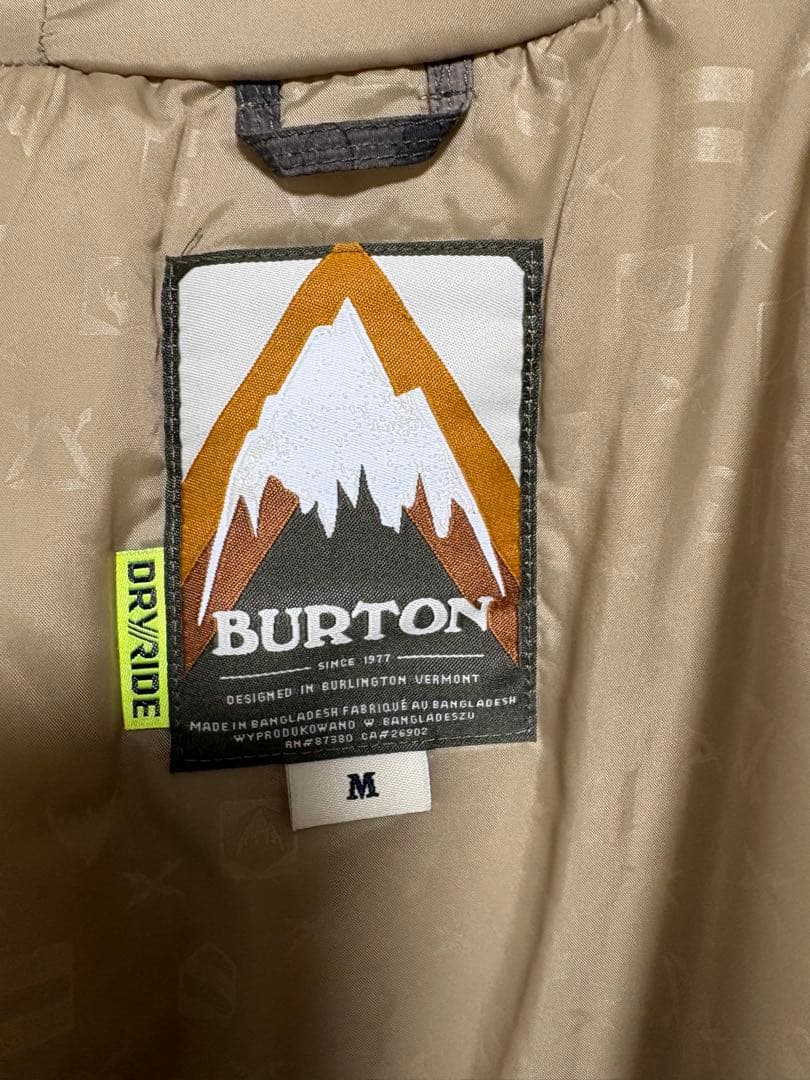 BURTON
SINCE 1977
DESIGNED IN BURLINGTON VERMONT
MADE IN BANGLADESH FABRIQUÉ AU BANGLADESH
WYPRODUKOWANO W BANGLADESZU
RN#87380 CA#26902
DRY//RIDE
M